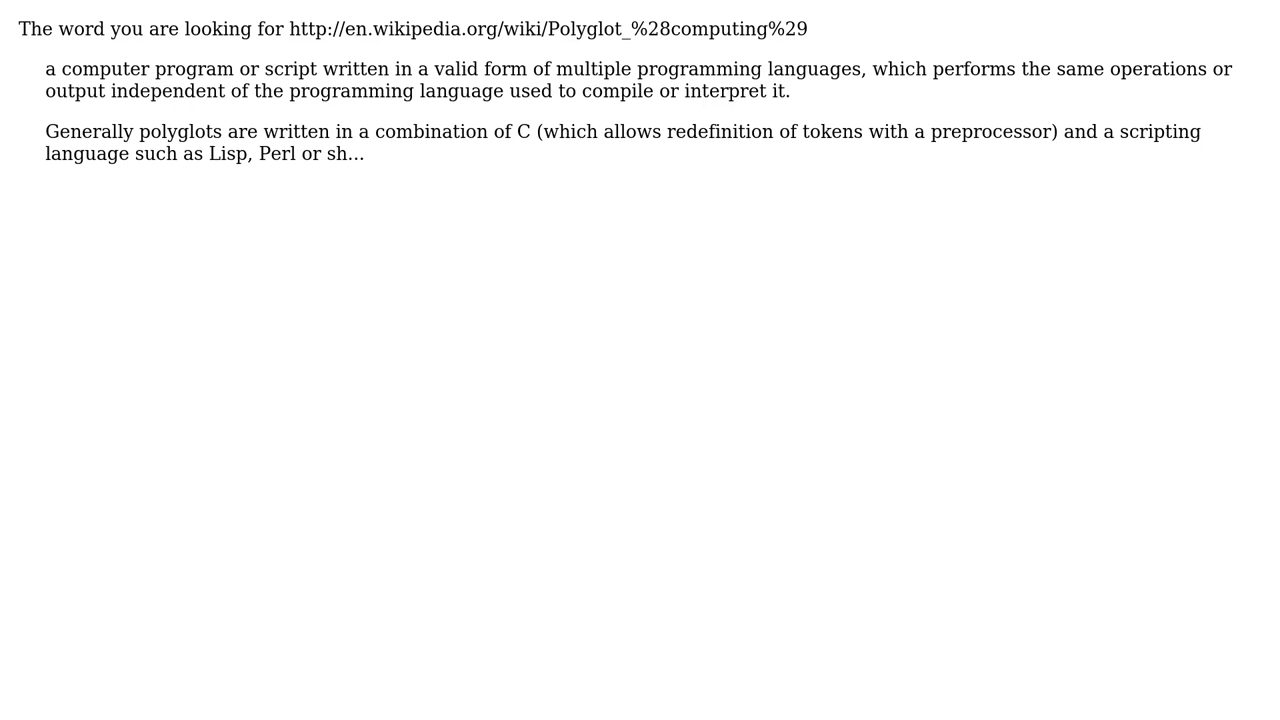 The word you are looking for http://en.wikipedia.org/wiki/Polyglot_%28computing%29
a computer program or script written in a valid form of multiple programming languages, which performs the same operations or
output independent of the programming language used to compile or interpret it.
Generally polyglots are written in a combination of C (which allows redefinition of tokens with a preprocessor) and a scripting
language such as Lisp, Perl or sh...